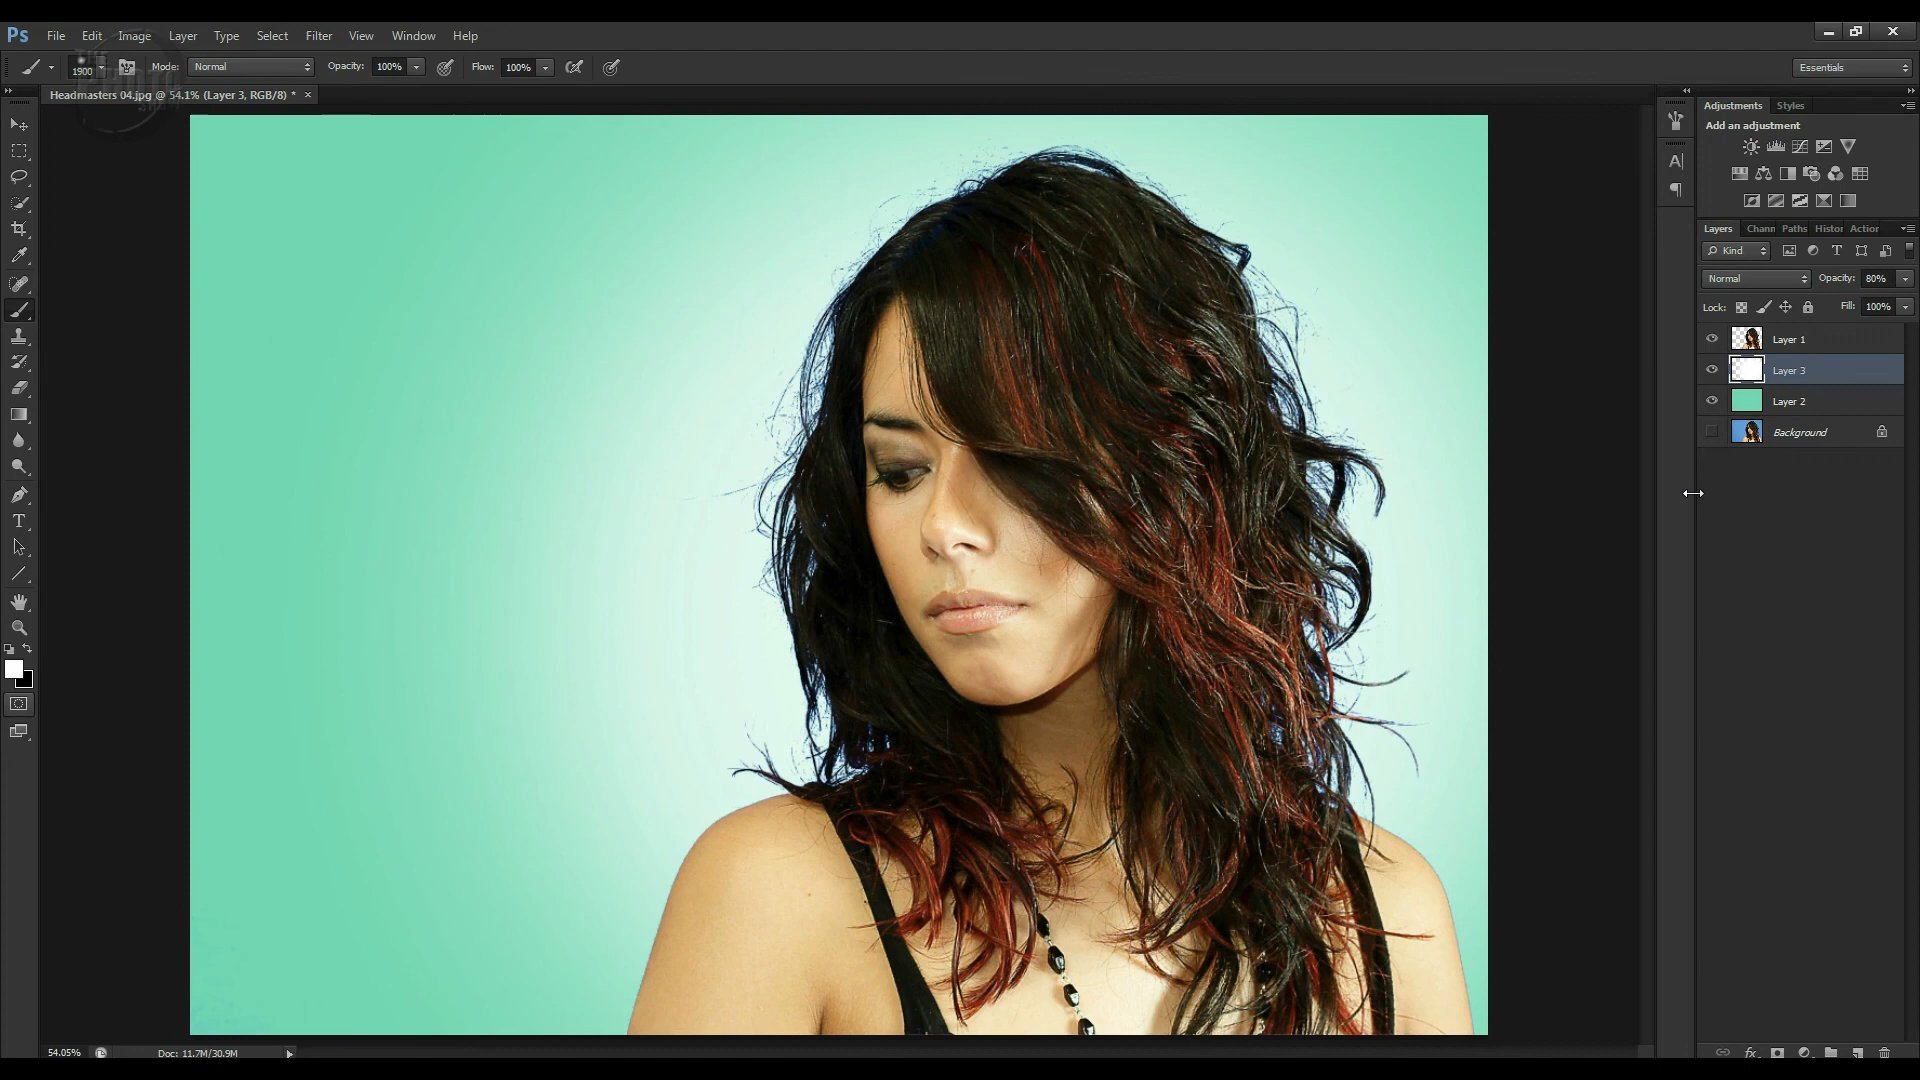 Ps File Edit Image Layer Type Select Filter View Window Help
1900 Mode: Normal Opacity: 100% Flow: 100% Essentials
Headmasters 04.jpg @ 54.1% (Layer 3, RGB/8) * ×
Adjustments Styles
Add an adjustment
Layers Chann Paths Histor Action
Kind
Normal Opacity: 80%
Lock: Fill: 100%
Layer 1
Layer 3
Layer 2
Background
54.05% Doc: 11.7M/30.9M